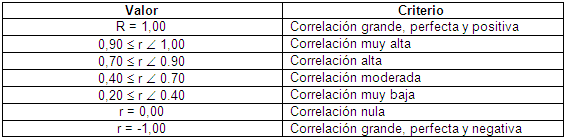 Valor Criterio
R = 1,00 Correlación grande, perfecta y positiva
0,90 ≤ r ∠ 1,00 Correlación muy alta
0,70 ≤ r ∠ 0.90 Correlación alta
0,40 ≤ r ∠ 0.70 Correlación moderada
0,20 ≤ r ∠ 0.40 Correlación muy baja
r = 0,00 Correlación nula
r = -1,00 Correlación grande, perfecta y negativa